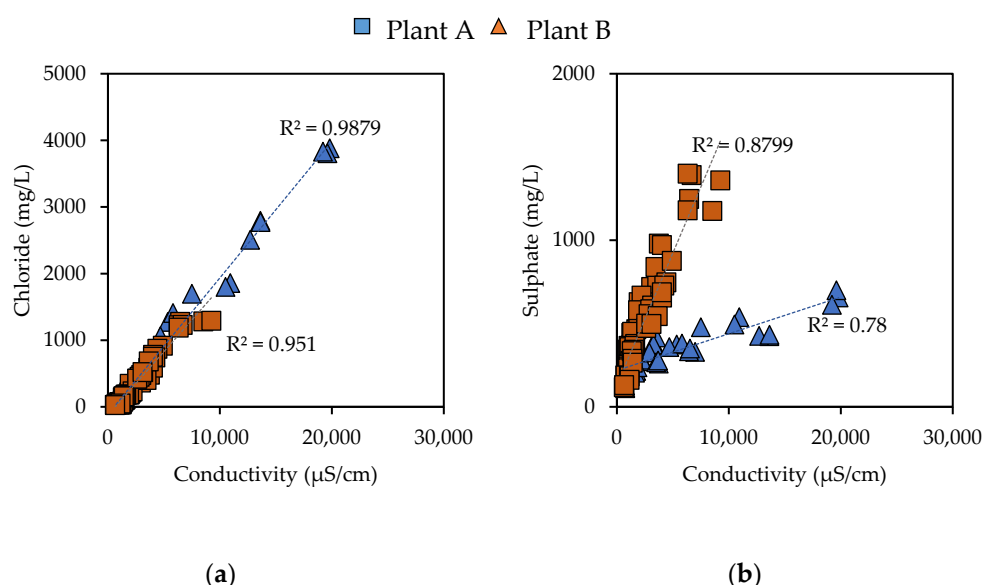 Plant A Plant B
5000
4000
3000
2000
1000
0
Chloride (mg/L)
R² = 0.9879
R² = 0.951
0 10,000 20,000 30,000
Conductivity (µS/cm)
(a)
2000
1000
0
Sulphate (mg/L)
R² = 0.8799
R² = 0.78
0 10,000 20,000 30,000
Conductivity (µS/cm)
(b)